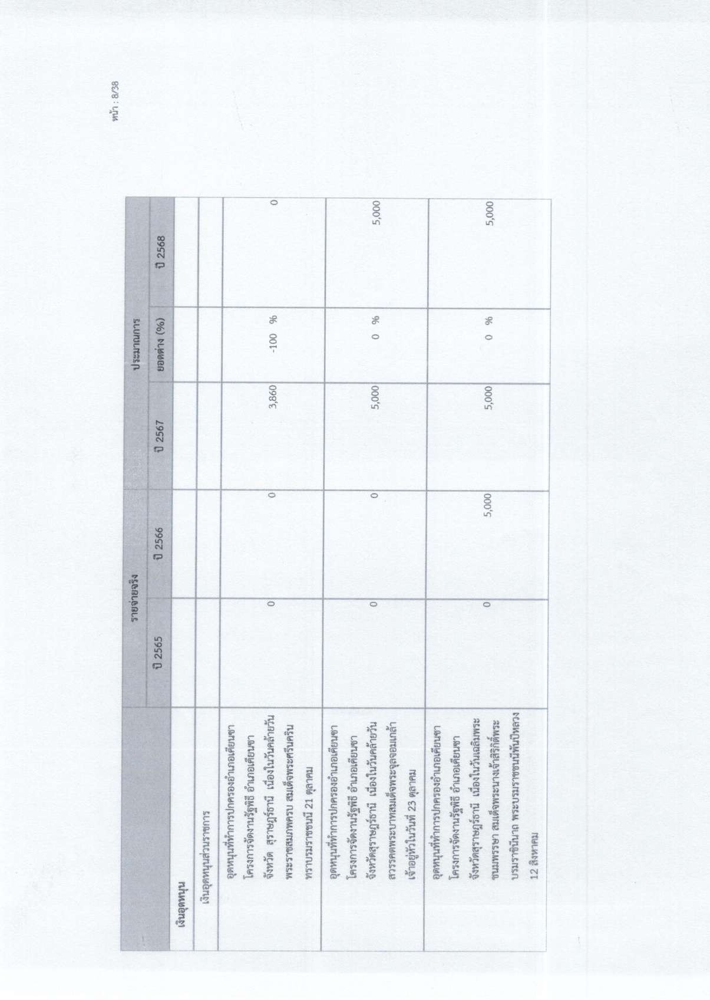 หน้า : 8/38
รายจ่ายจริง ประมาณการ
ปี 2565 ปี 2566 ปี 2567 ยอดต่าง (%) ปี 2568
เงินอุดหนุน
เงินอุดหนุนส่วนราชการ
อุดหนุนที่ทำการปกครองอำเภอเคียนซา 0 0 3,860 -100 % 0
โครงการจัดงานรัฐพิธี อำเภอเคียนซา
จังหวัด สุราษฎร์ธานี เนื่องในวันคล้ายวัน
พระราชสมภพครบ สมเด็จพระศรีนคริน
ทราบรมราชชนนี 21 ตุลาคม
อุดหนุนที่ทำการปกครองอำเภอเคียนซา 0 0 5,000 0 % 5,000
โครงการจัดงานรัฐพิธี อำเภอเคียนซา
จังหวัดสุราษฎร์ธานี เนื่องในวันคล้ายวัน
สวรรคตพระบาทสมเด็จพระจุลจอมเกล้า
เจ้าอยู่หัวในวันที่ 23 ตุลาคม
อุดหนุนที่ทำการปกครองอำเภอเคียนซา 0 5,000 5,000 0 % 5,000
โครงการจัดงานรัฐพิธี อำเภอเคียนซา
จังหวัดสุราษฎร์ธานี เนื่องในวันเฉลิมพระ
ชนมพรรษา สมเด็จพระนางเจ้าสิริกิติ์พระ
บรมราชินีนาถ พระบรมราชชนนีพันปีหลวง
12 สิงหาคม